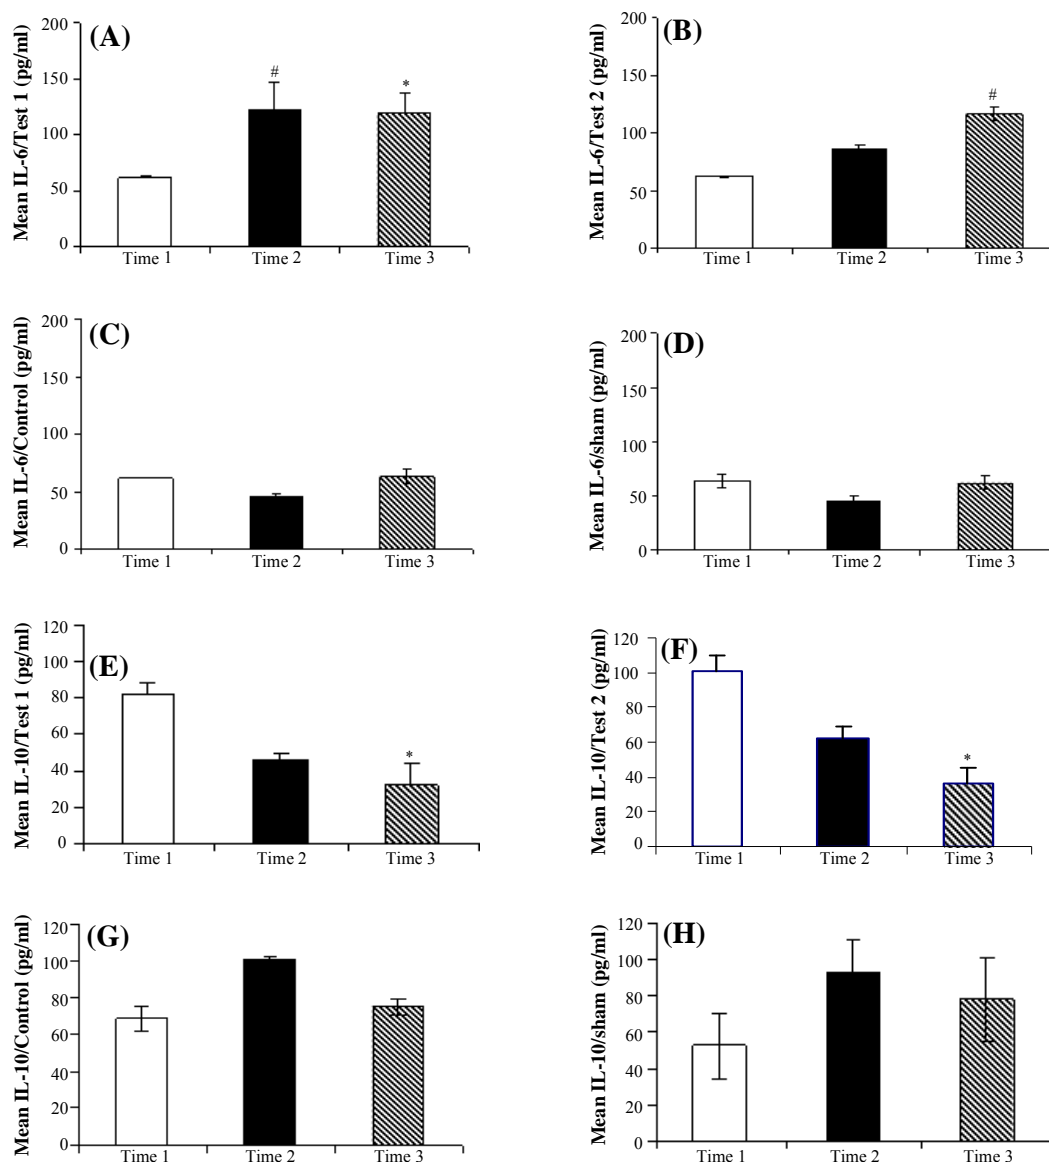 (A)
Mean IL-6/Test 1 (pg/ml)
200
150
100
50
0
#
*
Time 1 Time 2 Time 3
(B)
Mean IL-6/Test 2 (pg/ml)
200
150
100
50
0
#
Time 1 Time 2 Time 3
(C)
Mean IL-6/Control (pg/ml)
200
150
100
50
0
Time 1 Time 2 Time 3
(D)
Mean IL-6/sham (pg/ml)
200
150
100
50
0
Time 1 Time 2 Time 3
(E)
Mean IL-10/Test 1 (pg/ml)
120
100
80
60
40
20
0
*
Time 1 Time 2 Time 3
(F)
Mean IL-10/Test 2 (pg/ml)
120
100
80
60
40
20
0
*
Time 1 Time 2 Time 3
(G)
Mean IL-10/Control (pg/ml)
120
100
80
60
40
20
0
Time 1 Time 2 Time 3
(H)
Mean IL-10/sham (pg/ml)
120
100
80
60
40
20
0
Time 1 Time 2 Time 3